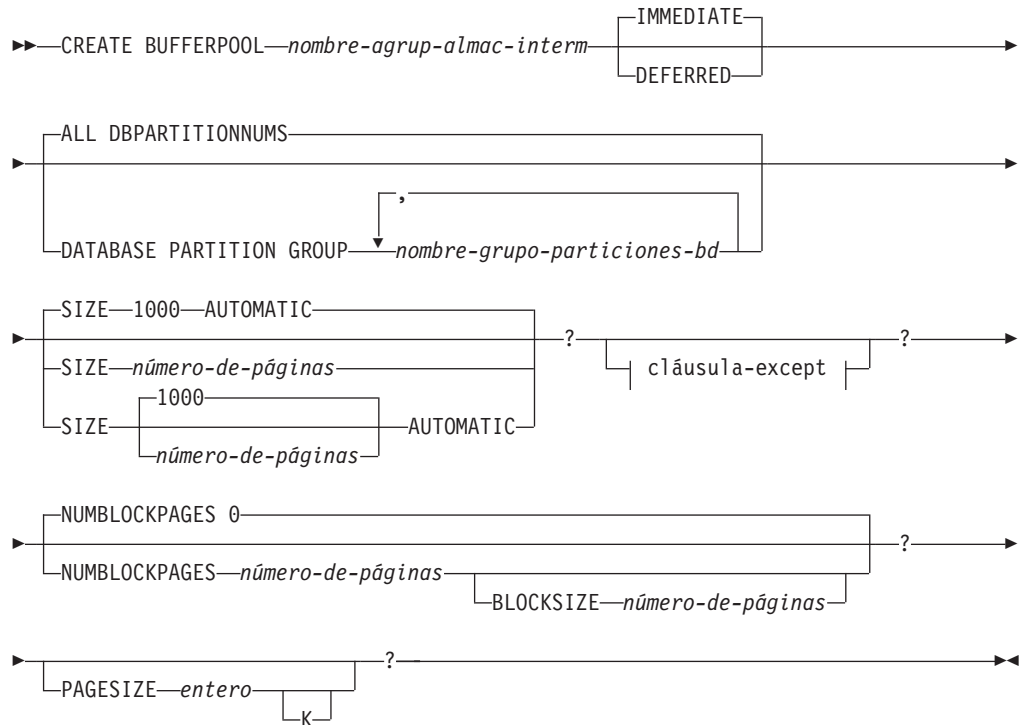 IMMEDIATE
CREATE BUFFERPOOL nombre-agrup-almac-interm
DEFERRED
ALL DBPARTITIONNUMS
,
DATABASE PARTITION GROUP nombre-grupo-particiones-bd
SIZE 1000 AUTOMATIC
? cláusula-except ?
SIZE número-de-páginas
1000
SIZE AUTOMATIC
número-de-páginas
NUMBLOCKPAGES 0
?
NUMBLOCKPAGES número-de-páginas
BLOCKSIZE número-de-páginas
?
PAGESIZE entero
K